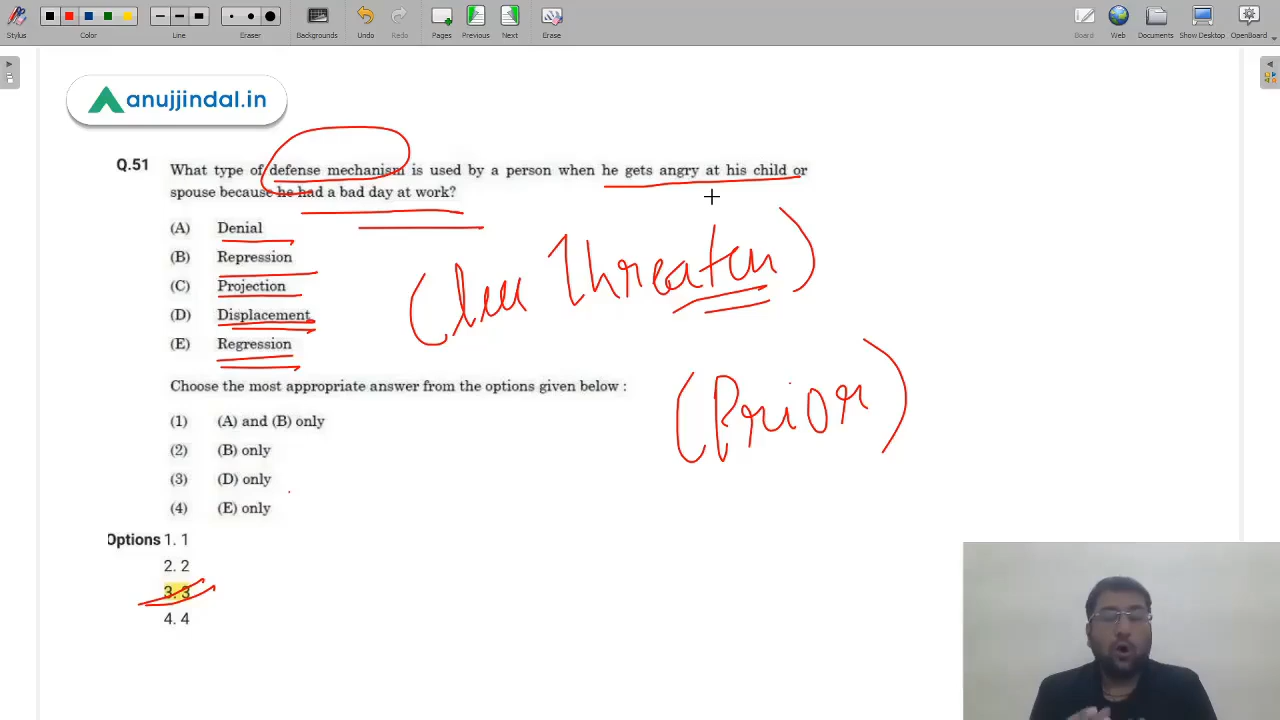 Stylus Color Line Eraser Backgrounds Undo Redo Pages Previous Next Erase Board Web Documents Show Desktop OpenBoard
anujjindal.in
Q.51 What type of defense mechanism is used by a person when he gets angry at his child or
spouse because he had a bad day at work?
(A) Denial
(B) Repression
(C) Projection
(D) Displacement
(E) Regression
(less Threaten)
(Prior)
Choose the most appropriate answer from the options given below :
(1) (A) and (B) only
(2) (B) only
(3) (D) only
(4) (E) only
Options 1. 1
2. 2
3. 3
4. 4